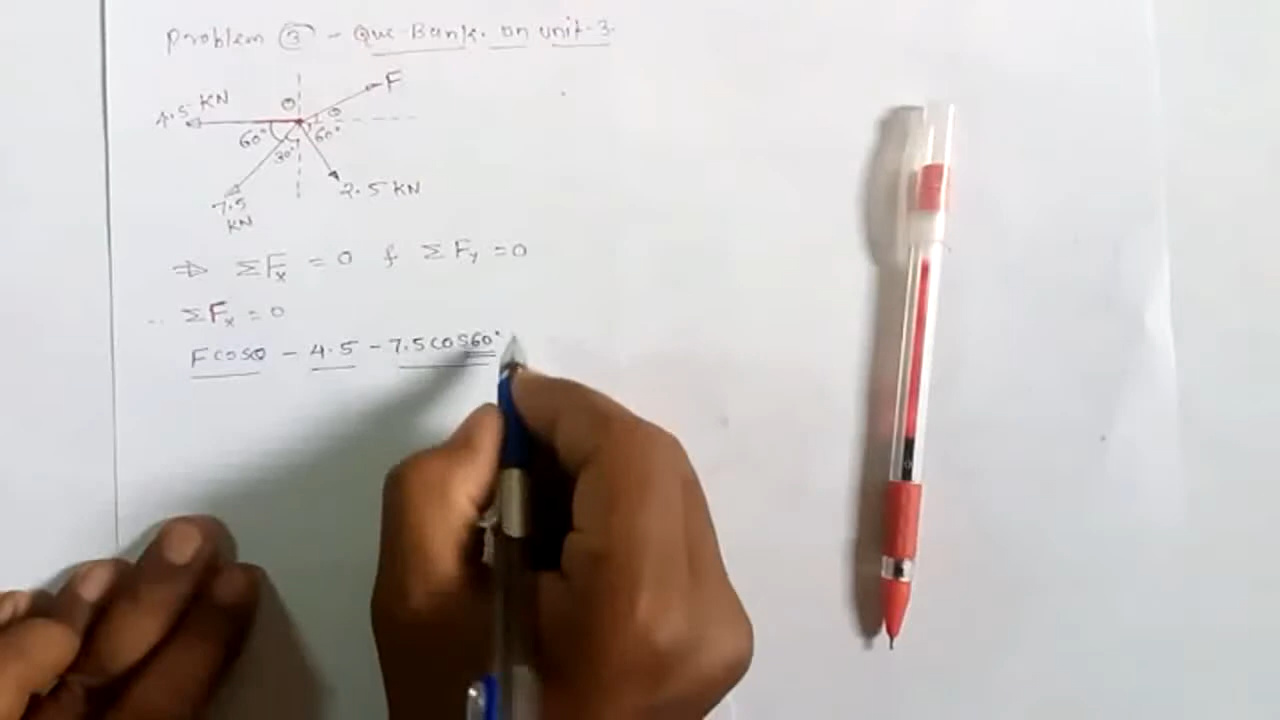 Problem ③ - Que. Bank. on unit-3.
F
4.5 KN
θ
θ
60°
60°
30°
2.5 KN
7.5
KN
⇒ ΣFx = 0 & ΣFy = 0
∴ ΣFx = 0
Fcosθ - 4.5 - 7.5cos60°